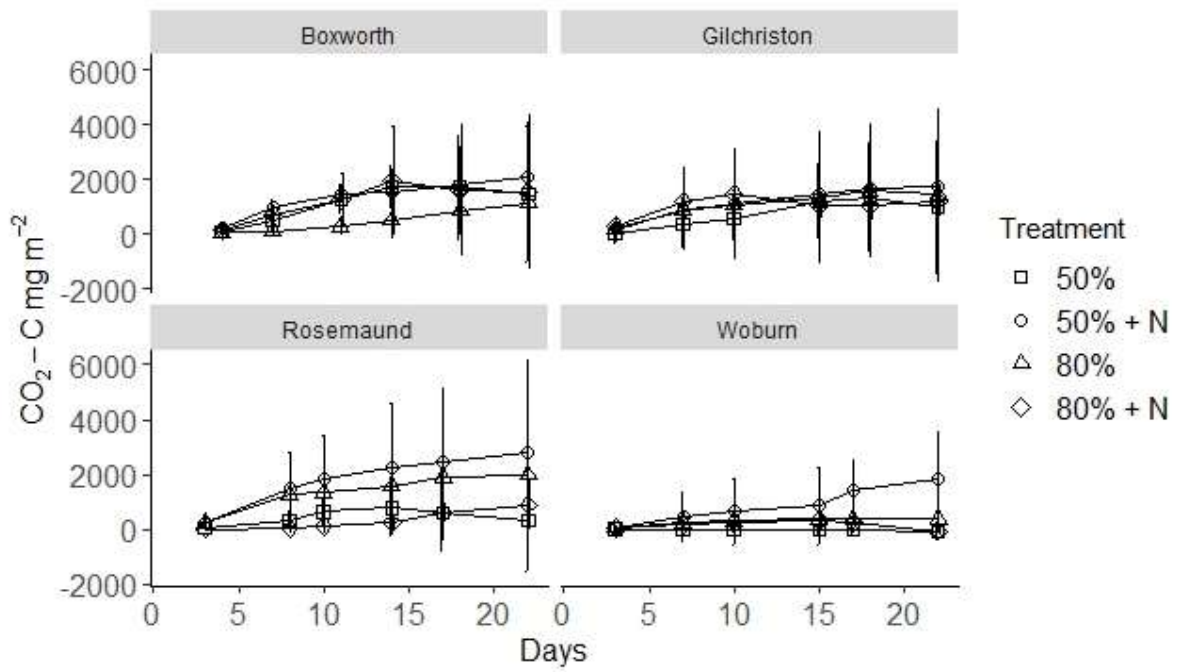 Boxworth
Gilchriston
6000
4000
2000
0
-2000
Rosemaund
Woburn
6000
4000
2000
0
-2000
0 5 10 15 20 0 5 10 15 20
Days
CO₂ – C mg m⁻²
Treatment
50%
50% + N
80%
80% + N